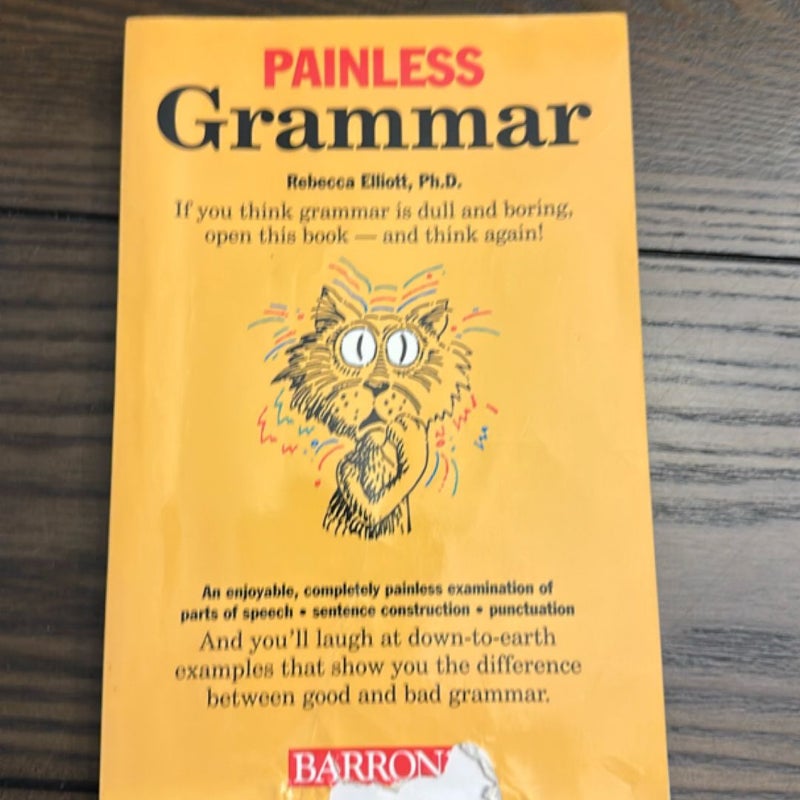 PAINLESS
Grammar
Rebecca Elliott, Ph.D.
If you think grammar is dull and boring,
open this book — and think again!
An enjoyable, completely painless examination of
parts of speech • sentence construction • punctuation
And you'll laugh at down-to-earth
examples that show you the difference
between good and bad grammar.
BARRON'